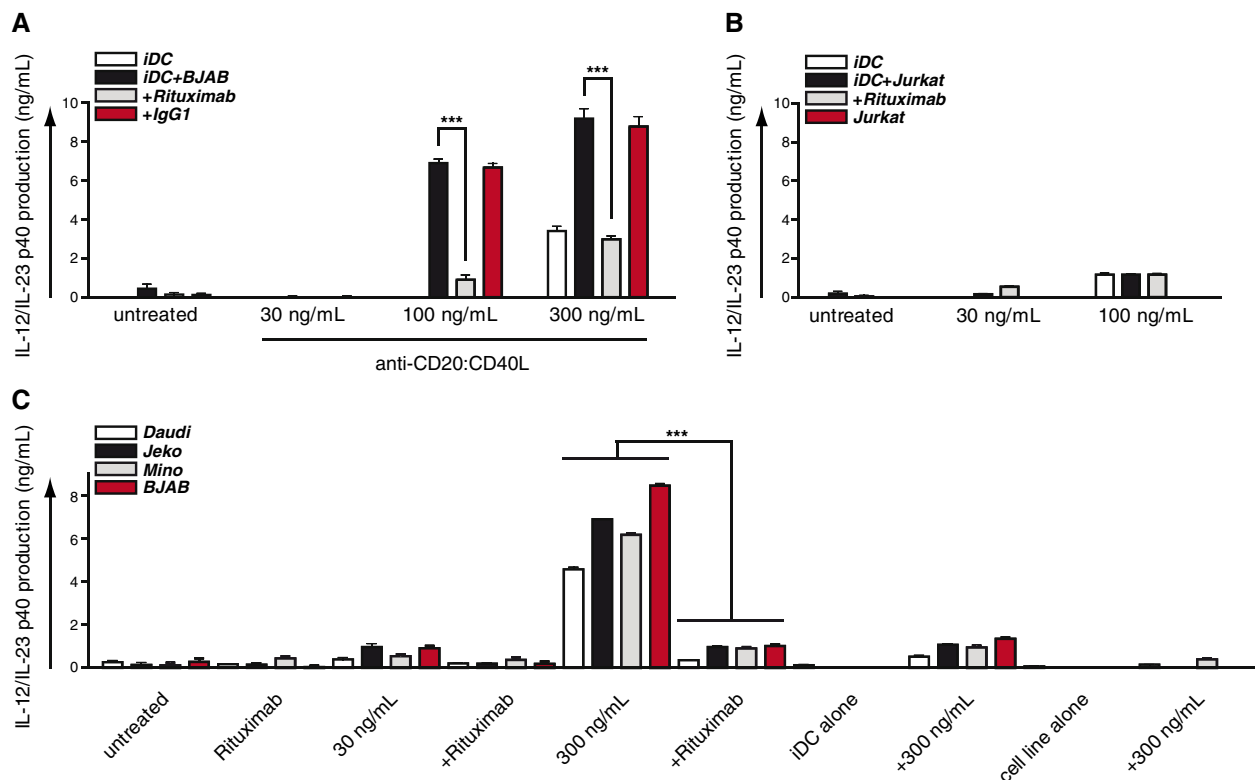 A
IL-12/IL-23 p40 production (ng/mL)
iDC
iDC+BJAB
+Rituximab
+IgG1
10
8
6
4
2
0
***
***
untreated
30 ng/mL
100 ng/mL
300 ng/mL
anti-CD20:CD40L
B
IL-12/IL-23 p40 production (ng/mL)
iDC
iDC+Jurkat
+Rituximab
Jurkat
10
8
6
4
2
0
untreated
30 ng/mL
100 ng/mL
C
IL-12/IL-23 p40 production (ng/mL)
Daudi
Jeko
Mino
BJAB
8
6
4
2
0
***
untreated
Rituximab
30 ng/mL
+Rituximab
300 ng/mL
+Rituximab
iDC alone
+300 ng/mL
cell line alone
+300 ng/mL